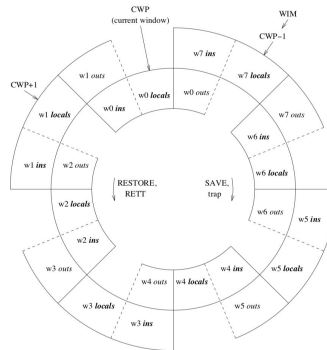 CWP
(current window)
WIM
CWP−1
w7 ins
w1 outs
w7 locals
CWP+1
w0 ins
w0 locals
w0 outs
w1 locals
w7 outs
w6 ins
w1 ins
w2 outs
w6 locals
RESTORE,
RETT
SAVE,
trap
w2 locals
w6 outs
w5 ins
w2 ins
w3 outs
w4 ins
w5 locals
w4 outs
w4 locals
w3 locals
w5 outs
w3 ins